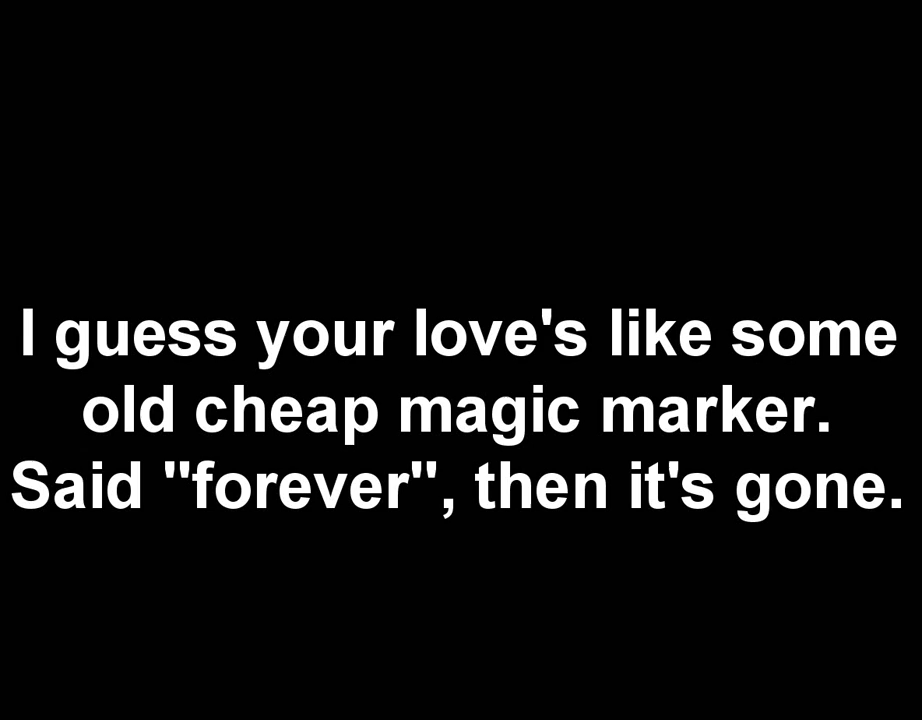 I guess your love's like some
old cheap magic marker.
Said "forever", then it's gone.